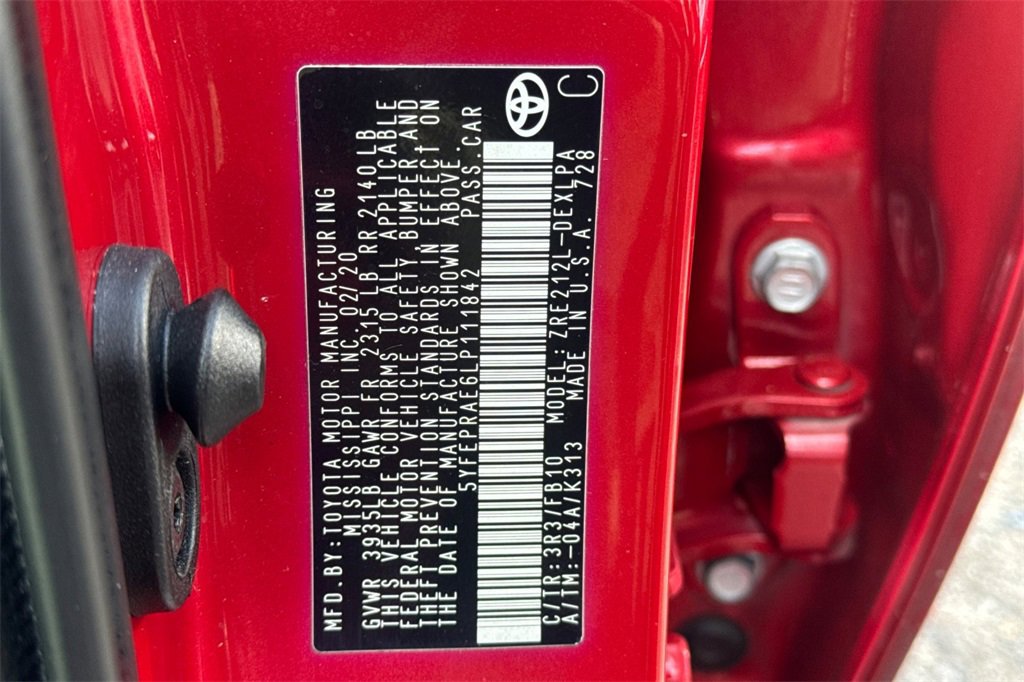 MFD.BY:TOYOTA MOTOR MANUFACTURING
MISSISSIPPI INC. 02/20
GVWR 3935LB GAWR FR 2315 LB RR 2140LB
THIS VEHICLE CONFORMS TO ALL APPLICABLE
FEDERAL MOTOR VEHICLE SAFETY, BUMPER, AND
THEFT PREVENTION STANDARDS IN EFFECT ON
THE DATE OF MANUFACTURE SHOWN ABOVE.
5YFEPRAE6LP111842 PASS.CAR
C/TR:3R3/FB10 MODEL:ZRE212L-DEXLPA
A/TM:-04A/K313 MADE IN U.S.A. 728
C